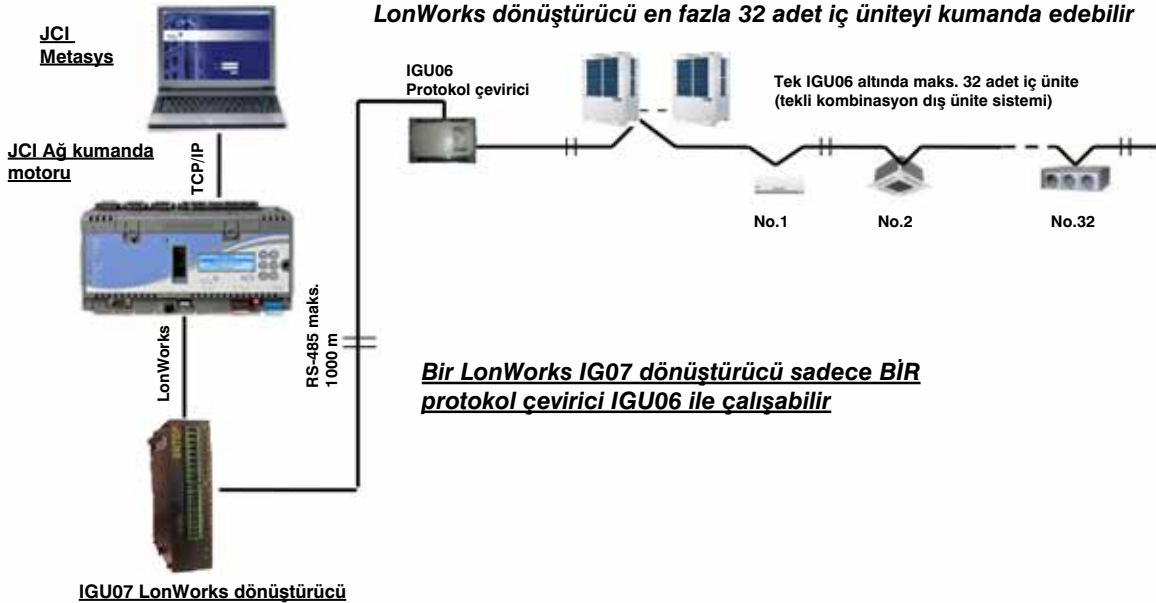 LonWorks dönüştürücü en fazla 32 adet iç üniteyi kumanda edebilir
JCI
Metasys
IGU06
Protokol çevirici
Tek IGU06 altında maks. 32 adet iç ünite
(tekli kombinasyon dış ünite sistemi)
JCI Ağ kumanda
motoru
TCP/IP
No.1
No.2
No.32
LonWorks
RS-485 maks.
1000 m
Bir LonWorks IG07 dönüştürücü sadece BİR
protokol çevirici IGU06 ile çalışabilir
IGU07 LonWorks dönüştürücü